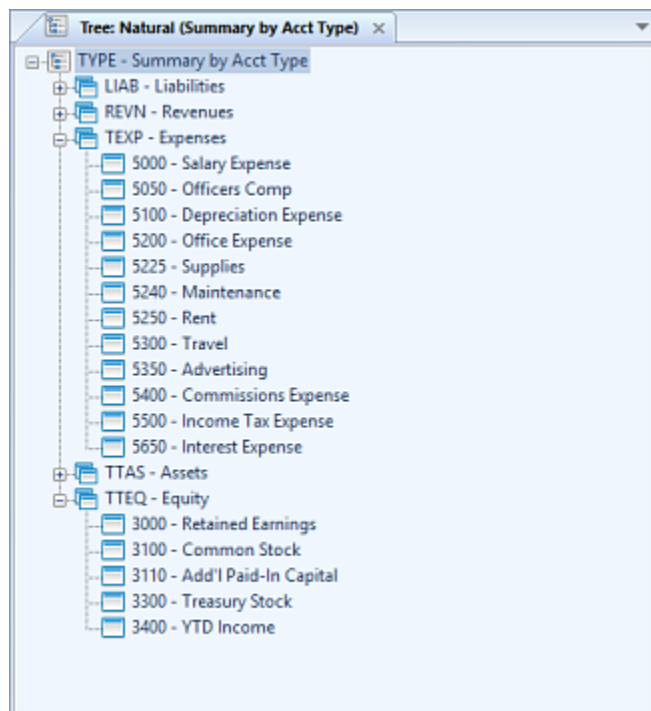 Tree: Natural (Summary by Acct Type)
TYPE - Summary by Acct Type
LIAB - Liabilities
REVN - Revenues
TEXP - Expenses
5000 - Salary Expense
5050 - Officers Comp
5100 - Depreciation Expense
5200 - Office Expense
5225 - Supplies
5240 - Maintenance
5250 - Rent
5300 - Travel
5350 - Advertising
5400 - Commissions Expense
5500 - Income Tax Expense
5650 - Interest Expense
TTAS - Assets
TTEQ - Equity
3000 - Retained Earnings
3100 - Common Stock
3110 - Add'l Paid-In Capital
3300 - Treasury Stock
3400 - YTD Income